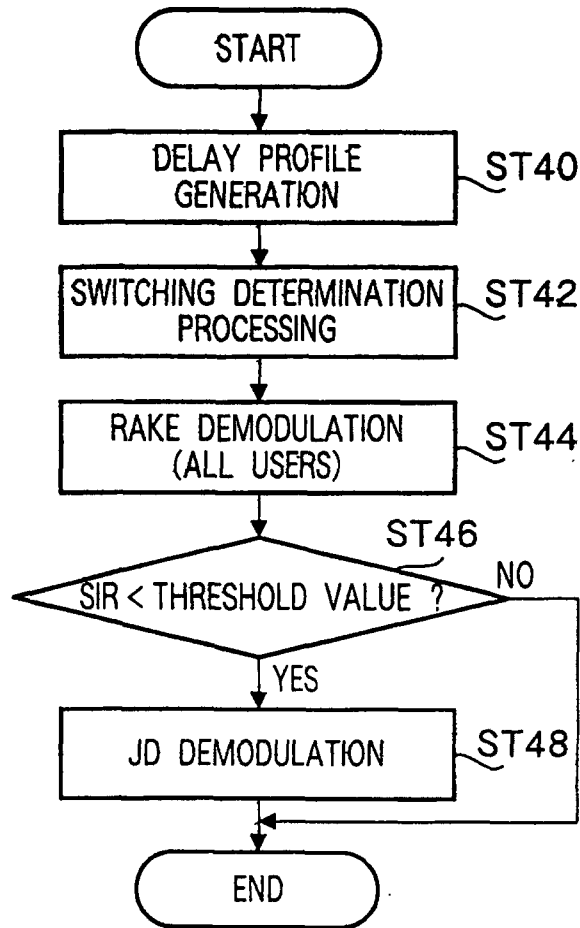 START
DELAY PROFILE
GENERATION
ST40
SWITCHING DETERMINATION
PROCESSING
ST42
RAKE DEMODULATION
(ALL USERS)
ST44
ST46
SIR < THRESHOLD VALUE ?
NO
YES
JD DEMODULATION
ST48
END